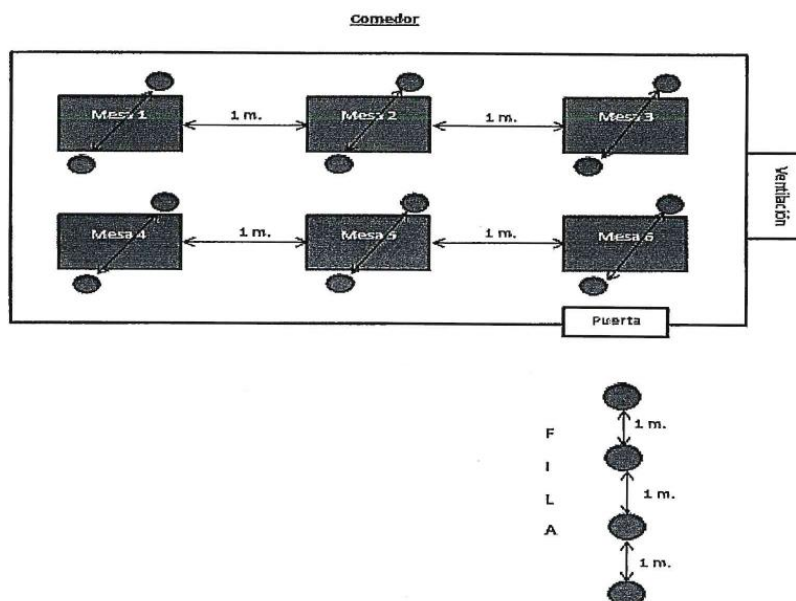 Comedor
Mesa 1
1 m.
Mesa 2
1 m.
Mesa 3
Mesa 4
1 m.
Mesa 5
1 m.
Mesa 6
Ventilación
Puerta
F
I
L
A
1 m.
1 m.
1 m.